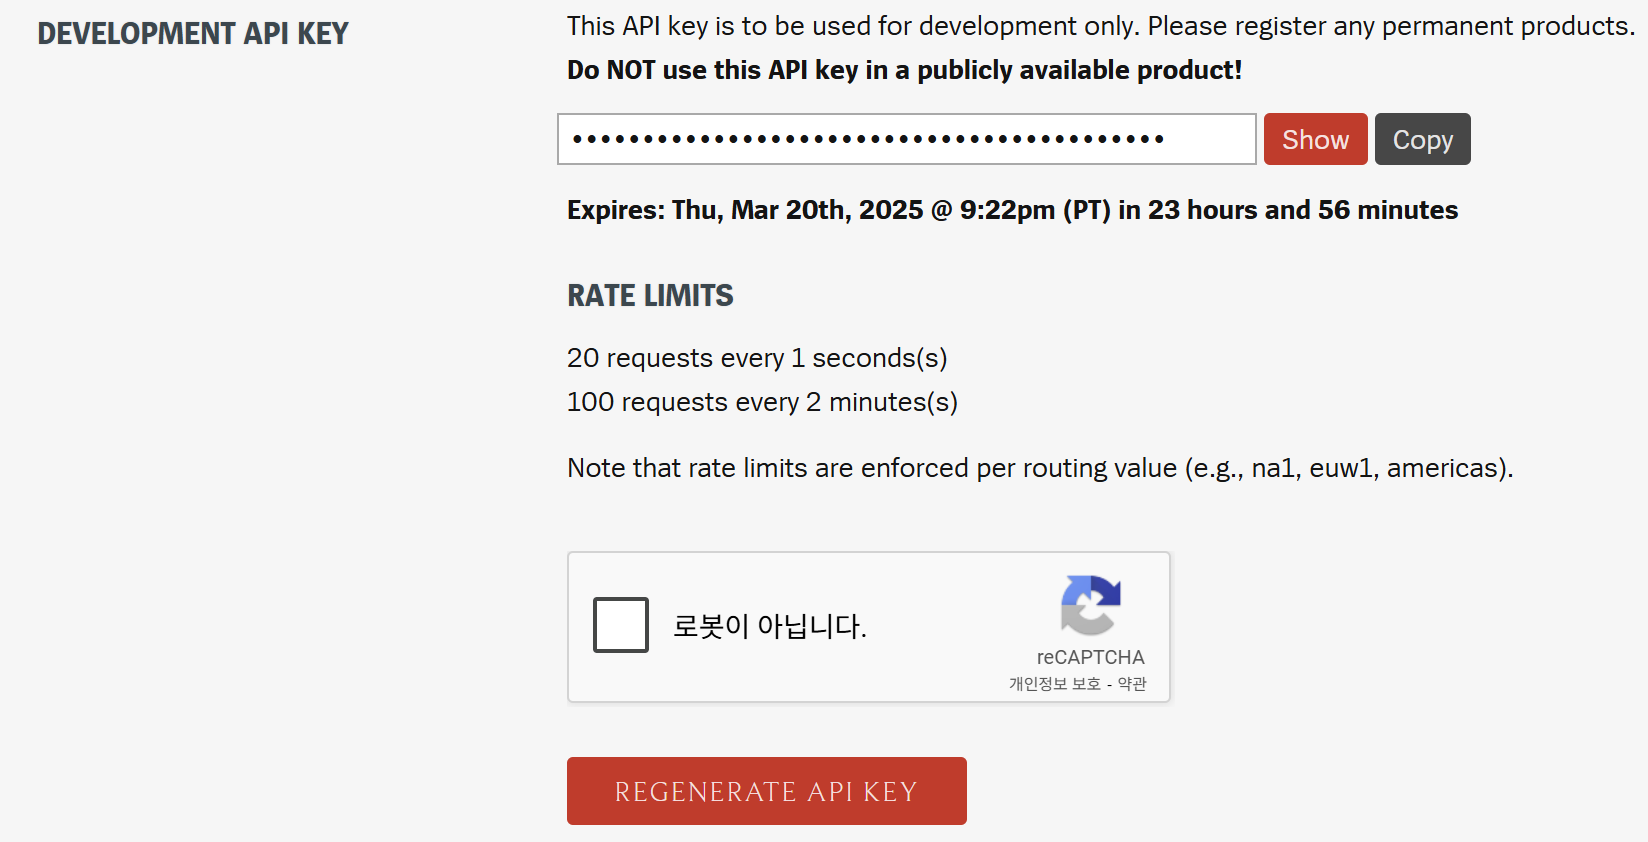 DEVELOPMENT API KEY
This API key is to be used for development only. Please register any permanent products.
Do NOT use this API key in a publicly available product!
••••••••••••••••••••••••••••••••••••••••••
Show
Copy
Expires: Thu, Mar 20th, 2025 @ 9:22pm (PT) in 23 hours and 56 minutes
RATE LIMITS
20 requests every 1 seconds(s)
100 requests every 2 minutes(s)
Note that rate limits are enforced per routing value (e.g., na1, euw1, americas).
로봇이 아닙니다.
reCAPTCHA
개인정보 보호 - 약관
REGENERATE API KEY